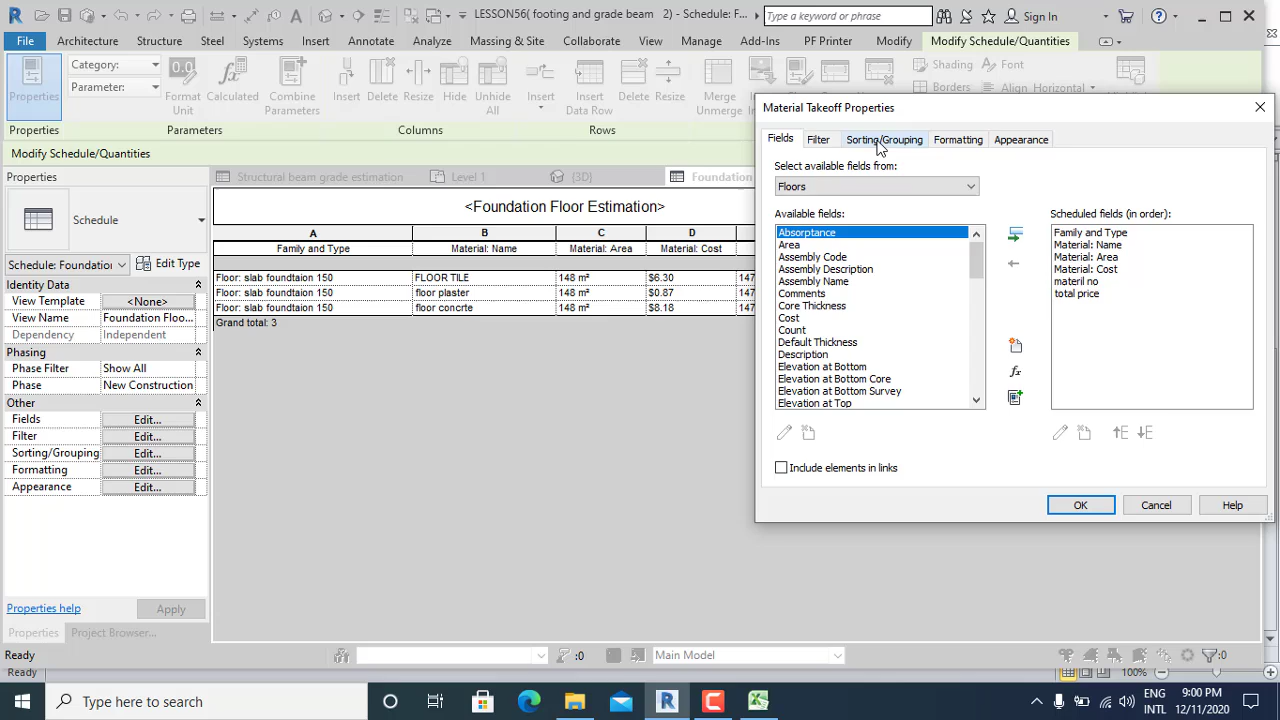 LESSON56( footing and grade beam 2) - Schedule: F...
Type a keyword or phrase
Sign In
File Architecture Structure Steel Systems Insert Annotate Analyze Massing & Site Collaborate View Manage Add-Ins PF Printer Modify Modify Schedule/Quantities
Properties
Category:
Parameter:
Format
Unit
Calculated
Combine
Parameters
Insert
Delete
Resize
Hide
Unhide
All
Insert
Insert
Data Row
Delete
Resize
Merge
Unmerge
Shading
Borders
Font
Align Horizontal
Properties
Parameters
Columns
Rows
Modify Schedule/Quantities
Properties
Schedule
Schedule: Foundation
Edit Type
Identity Data
View Template <None>
View Name Foundation Floo...
Dependency Independent
Phasing
Phase Filter Show All
Phase New Construction
Other
Fields Edit...
Filter Edit...
Sorting/Grouping Edit...
Formatting Edit...
Appearance Edit...
Properties help
Apply
Properties Project Browser...
Structural beam grade estimation
Level 1
{3D}
Foundation
<Foundation Floor Estimation>
A B C D
Family and Type Material: Name Material: Area Material: Cost
Floor: slab foundtaion 150 FLOOR TILE 148 m² $6.30 147
Floor: slab foundtaion 150 floor plaster 148 m² $0.87 147
Floor: slab foundtaion 150 floor concrte 148 m² $8.18 147
Grand total: 3
Material Takeoff Properties
Fields Filter Sorting/Grouping Formatting Appearance
Select available fields from:
Floors
Available fields:
Absorptance
Area
Assembly Code
Assembly Description
Assembly Name
Comments
Core Thickness
Cost
Count
Default Thickness
Description
Elevation at Bottom
Elevation at Bottom Core
Elevation at Bottom Survey
Elevation at Top
Scheduled fields (in order):
Family and Type
Material: Name
Material: Area
Material: Cost
materil no
total price
Include elements in links
OK Cancel Help
Ready
:0
Main Model
:0
Ready
100%
Type here to search
ENG
INTL
9:00 PM
12/11/2020